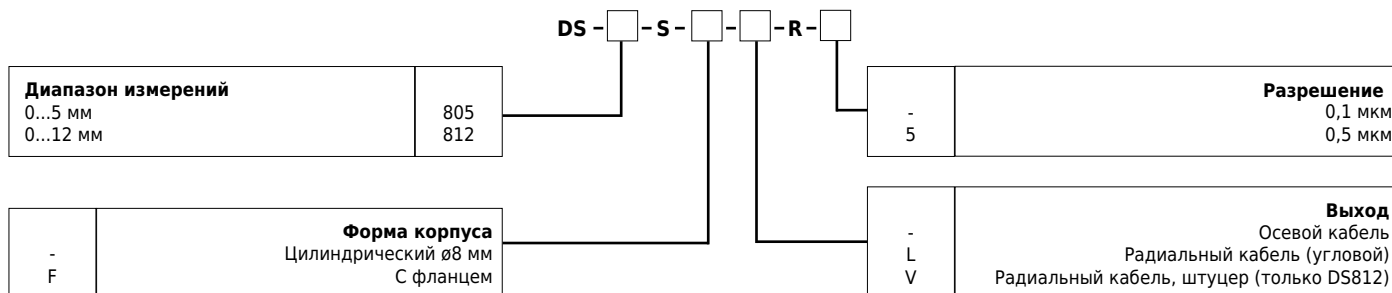 DS – – S – – – R –
Диапазон измерений
0...5 мм 805
0...12 мм 812
Разрешение
- 0,1 мкм
5 0,5 мкм
Форма корпуса
- Цилиндрический ø8 мм
F С фланцем
Выход
- Осевой кабель
L Радиальный кабель (угловой)
V Радиальный кабель, штуцер (только DS812)